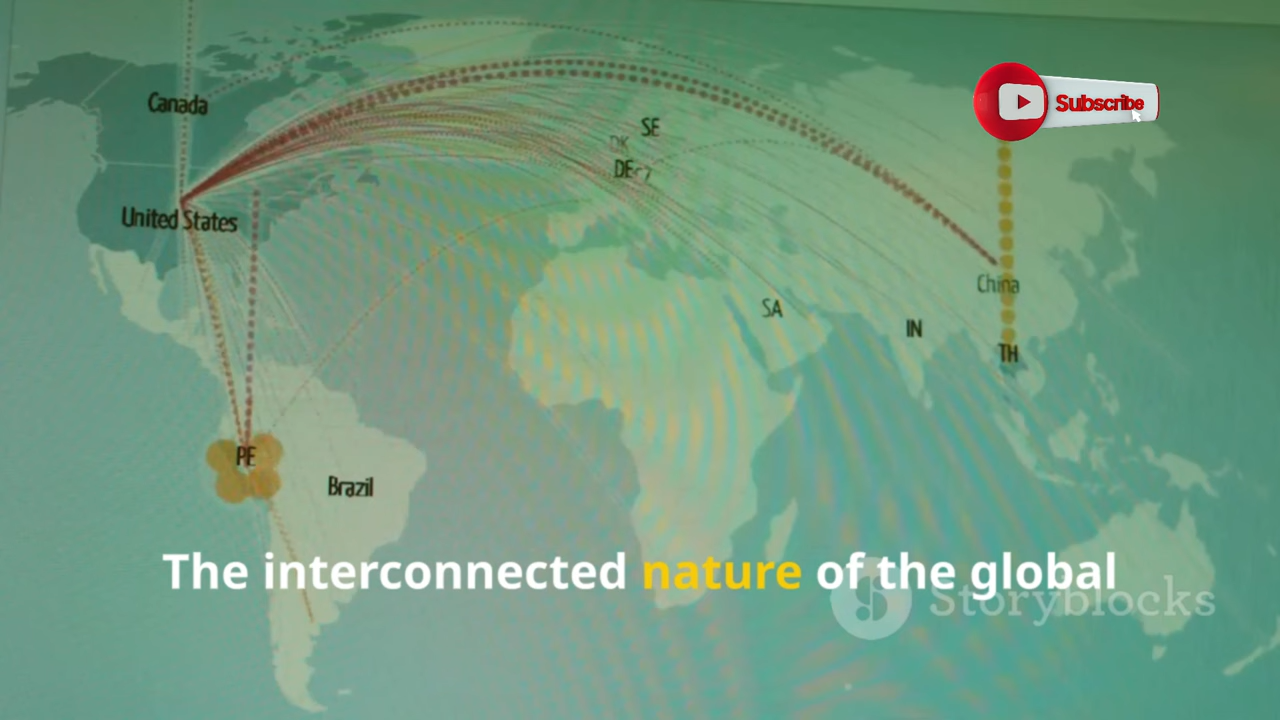 Canada
Subscribe
SE
DK
DE
United States
China
SA
IN
TH
PE
Brazil
The interconnected nature of the global
Storyblocks